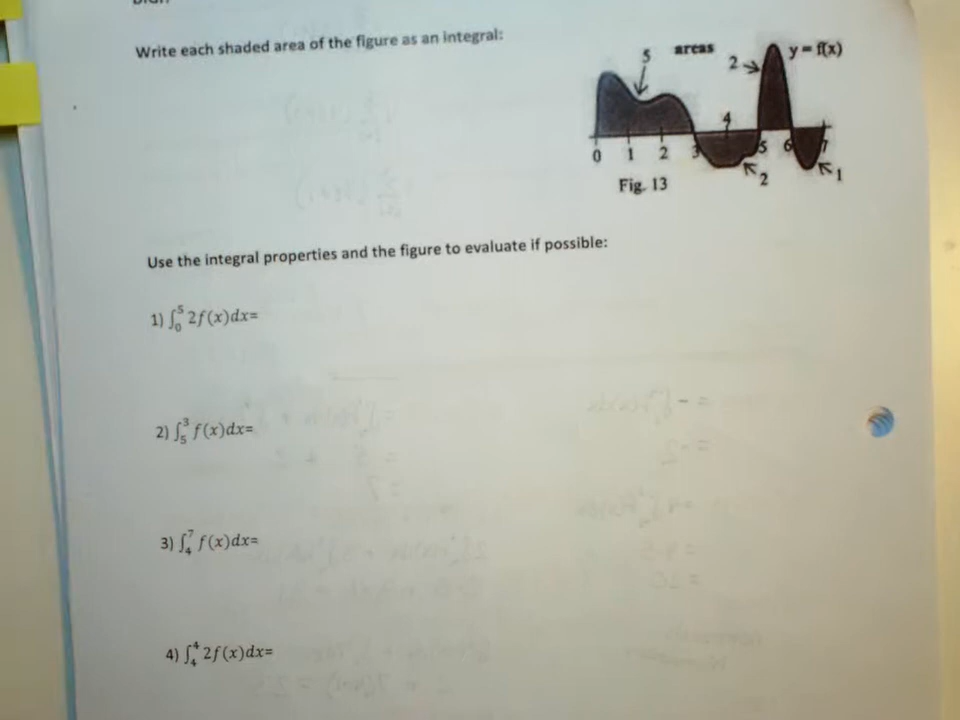 Write each shaded area of the figure as an integral:
5 areas 2 y = f(x)
4
0 1 2 3 5 6 7
2 1
Fig. 13
Use the integral properties and the figure to evaluate if possible:
1) ∫₀⁵ 2f(x)dx=
2) ∫₅³ f(x)dx=
3) ∫₄⁷ f(x)dx=
4) ∫₄⁴ 2f(x)dx=